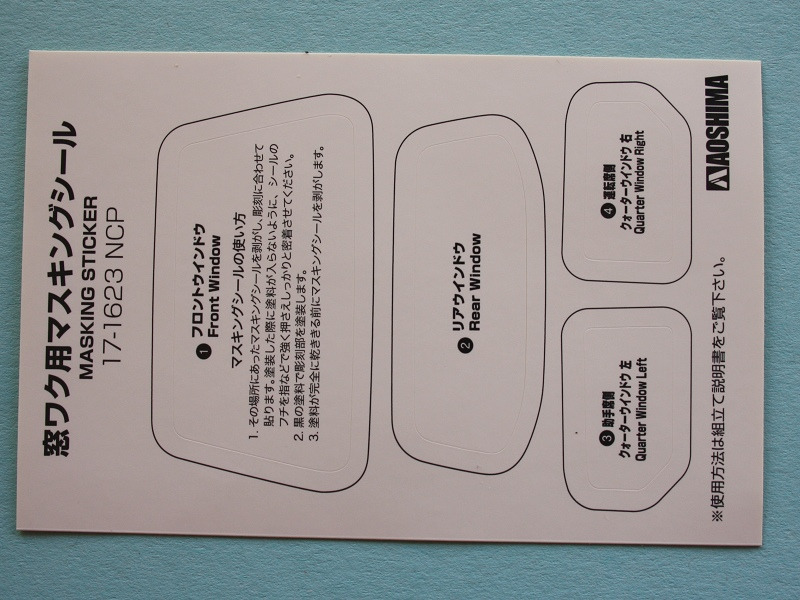 窓ワク用マスキングシール
MASKING STICKER
17-1623 NCP
❶ フロントウインドウ
Front Window
マスキングシールの使い方
1. その場所にあったマスキングシールを剥がし、彫刻に合わせて
貼ります。塗装した際に塗料が入らないように、シールの
フチを指などで強く押さえしっかりと密着させてください。
2. 黒の塗料で彫刻部を塗装します。
3. 塗料が完全に乾ききる前にマスキングシールを剥がします。
❷ リアウインドウ
Rear Window
❸ 助手席側
クォーターウインドウ 左
Quarter Window Left
❹ 運転席側
クォーターウインドウ 右
Quarter Window Right
※使用方法は組立て説明書をご覧下さい。
AOSHIMA